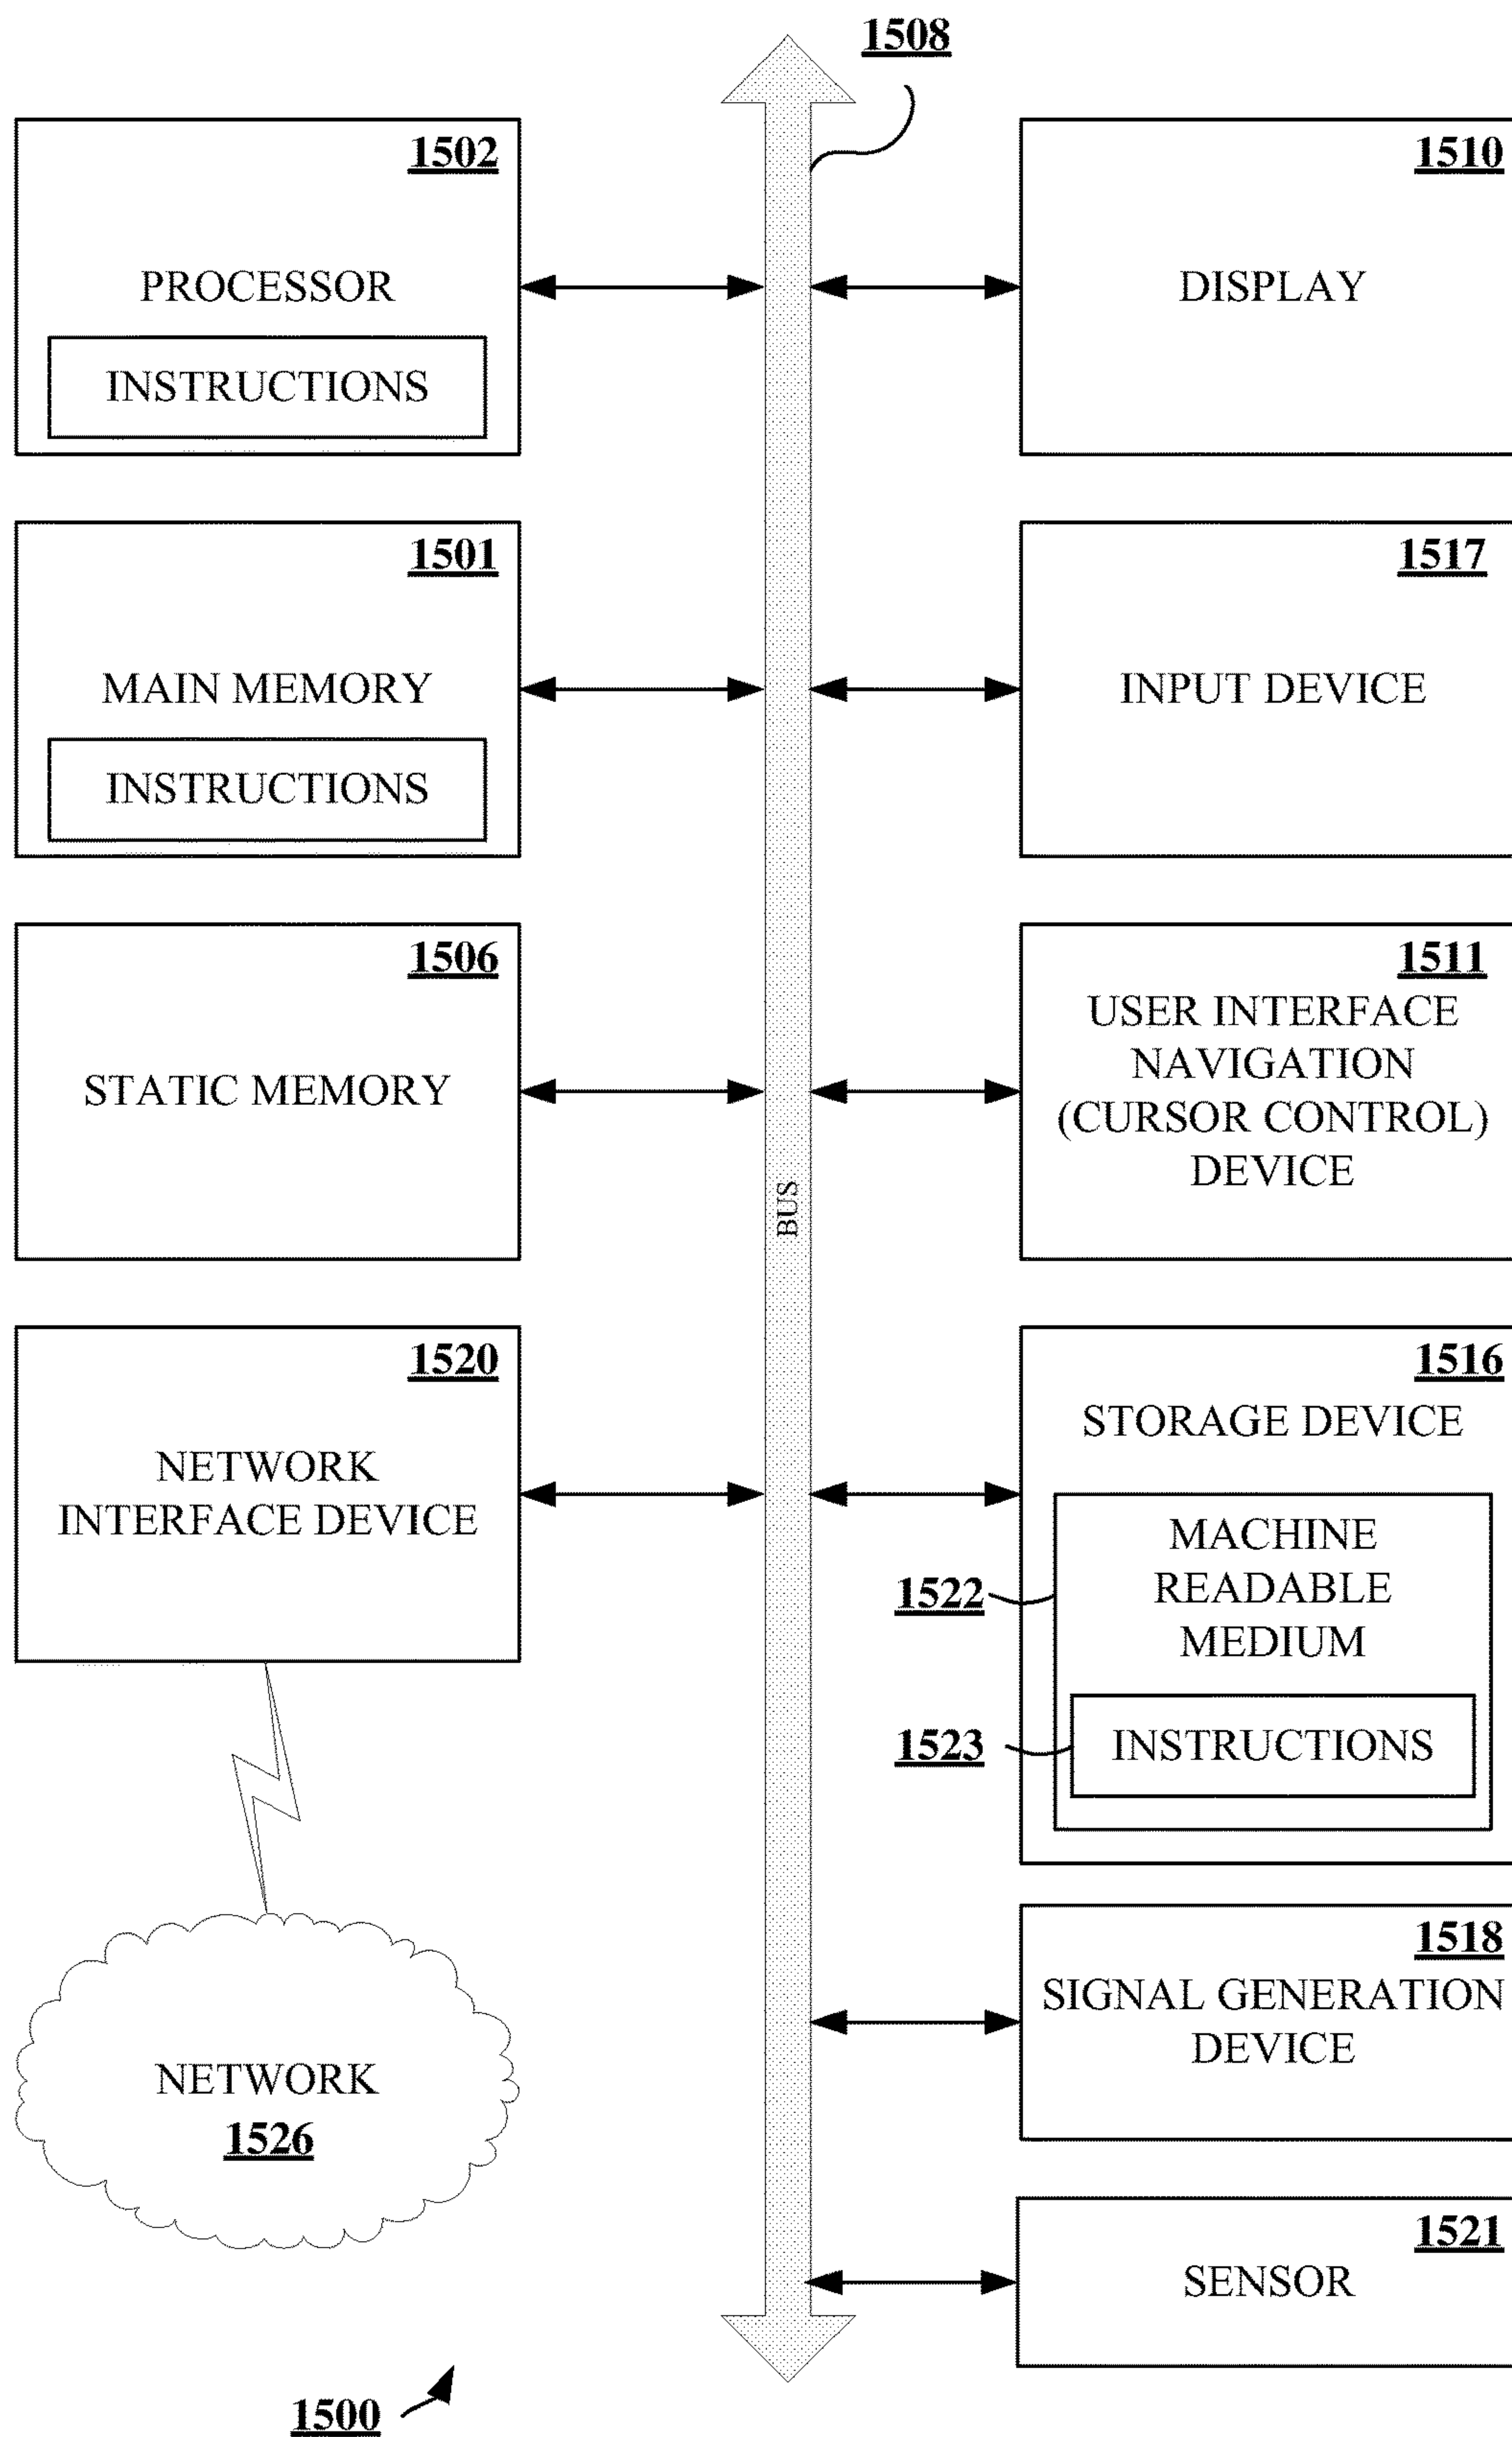 1508
1502
PROCESSOR
INSTRUCTIONS
1501
MAIN MEMORY
INSTRUCTIONS
1506
STATIC MEMORY
1520
NETWORK
INTERFACE DEVICE
NETWORK
1526
1500
BUS
1510
DISPLAY
1517
INPUT DEVICE
1511
USER INTERFACE
NAVIGATION
(CURSOR CONTROL)
DEVICE
1516
STORAGE DEVICE
MACHINE
READABLE
MEDIUM
1522
INSTRUCTIONS
1523
1518
SIGNAL GENERATION
DEVICE
1521
SENSOR